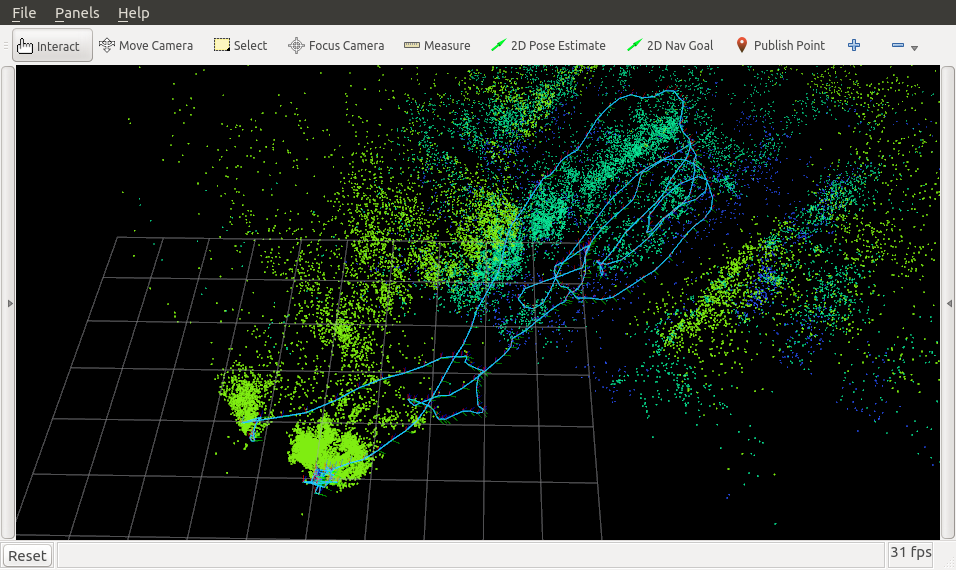 File Panels Help
Interact Move Camera Select Focus Camera Measure 2D Pose Estimate 2D Nav Goal Publish Point
Reset 31 fps